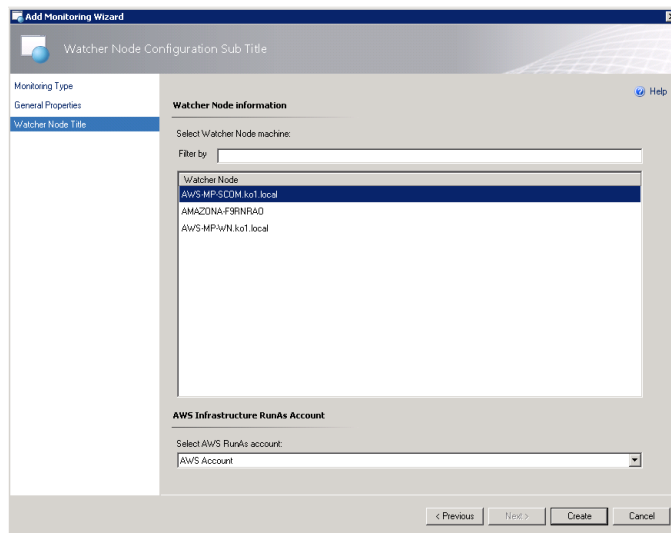 Add Monitoring Wizard
Watcher Node Configuration Sub Title
Monitoring Type
General Properties
Watcher Node Title
Help
Watcher Node information
Select Watcher Node machine:
Filter by
Watcher Node
AWS-MP-SCOM.ko1.local
AMAZONA-F9RNRAO
AWS-MP-WN.ko1.local
AWS Infrastructure RunAs Account
Select AWS RunAs account:
AWS Account
< Previous
Next >
Create
Cancel